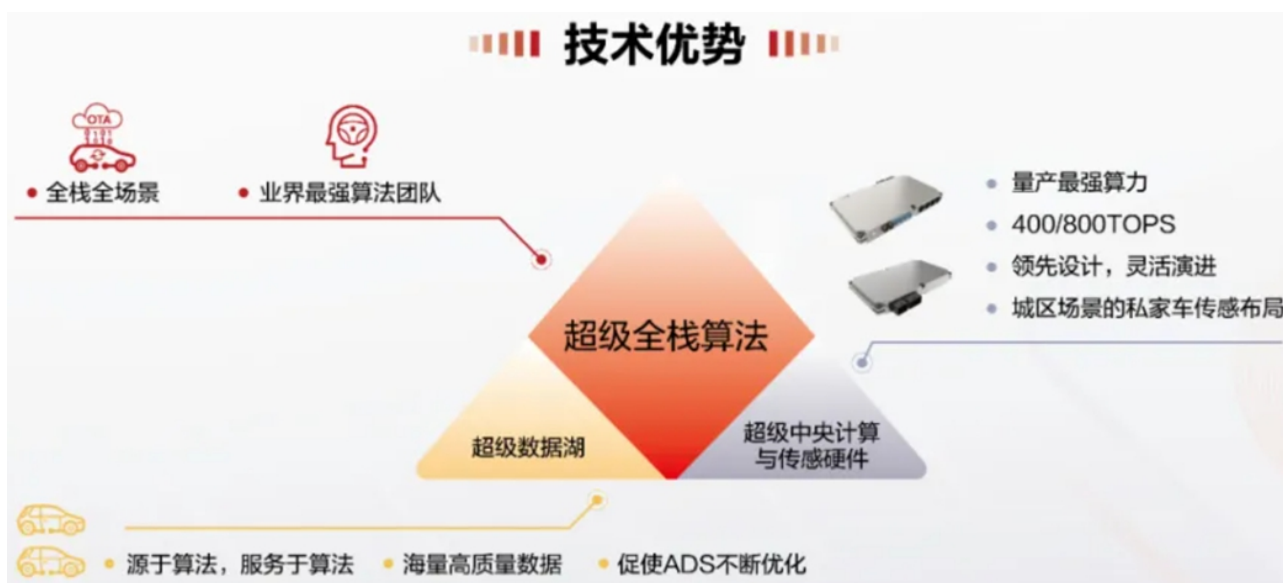 技术优势
OTA
全栈全场景
业界最强算法团队
量产最强算力
400/800TOPS
领先设计，灵活演进
城区场景的私家车传感布局
超级全栈算法
超级数据湖
超级中央计算
与传感硬件
源于算法，服务于算法
海量高质量数据
促使ADS不断优化